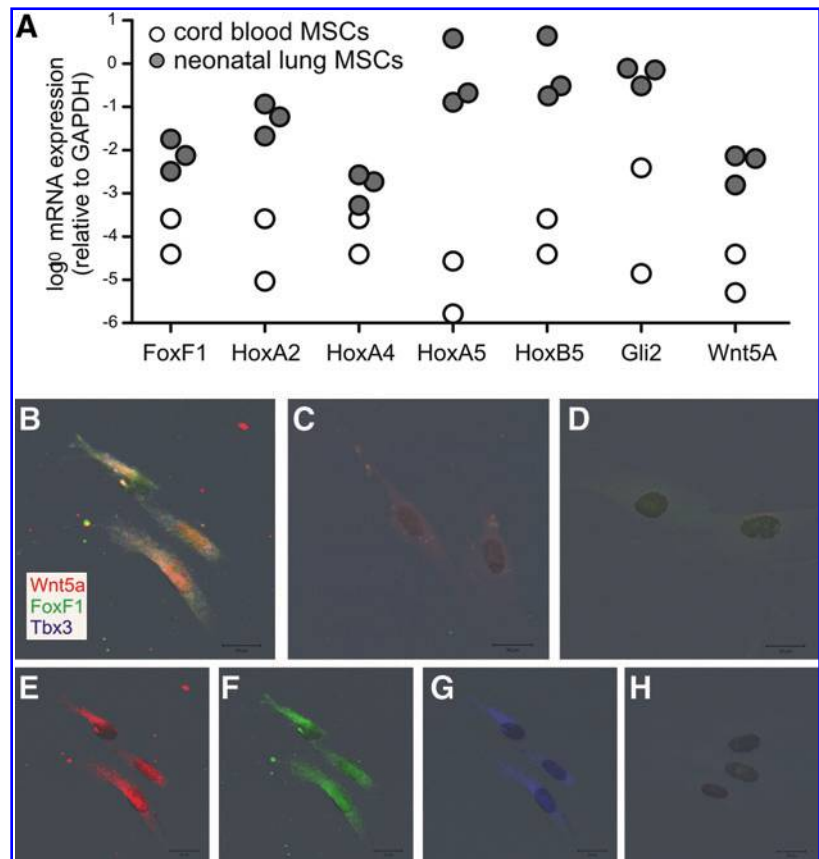 A
cord blood MSCs
neonatal lung MSCs
log0 mRNA expression
(relative to GAPDH)
1
0
-1
-2
-3
-4
-5
-6
FoxF1 HoxA2 HoxA4 HoxA5 HoxB5 Gli2 Wnt5A
B C D
Wnt5a
FoxF1
Tbx3
E F G H